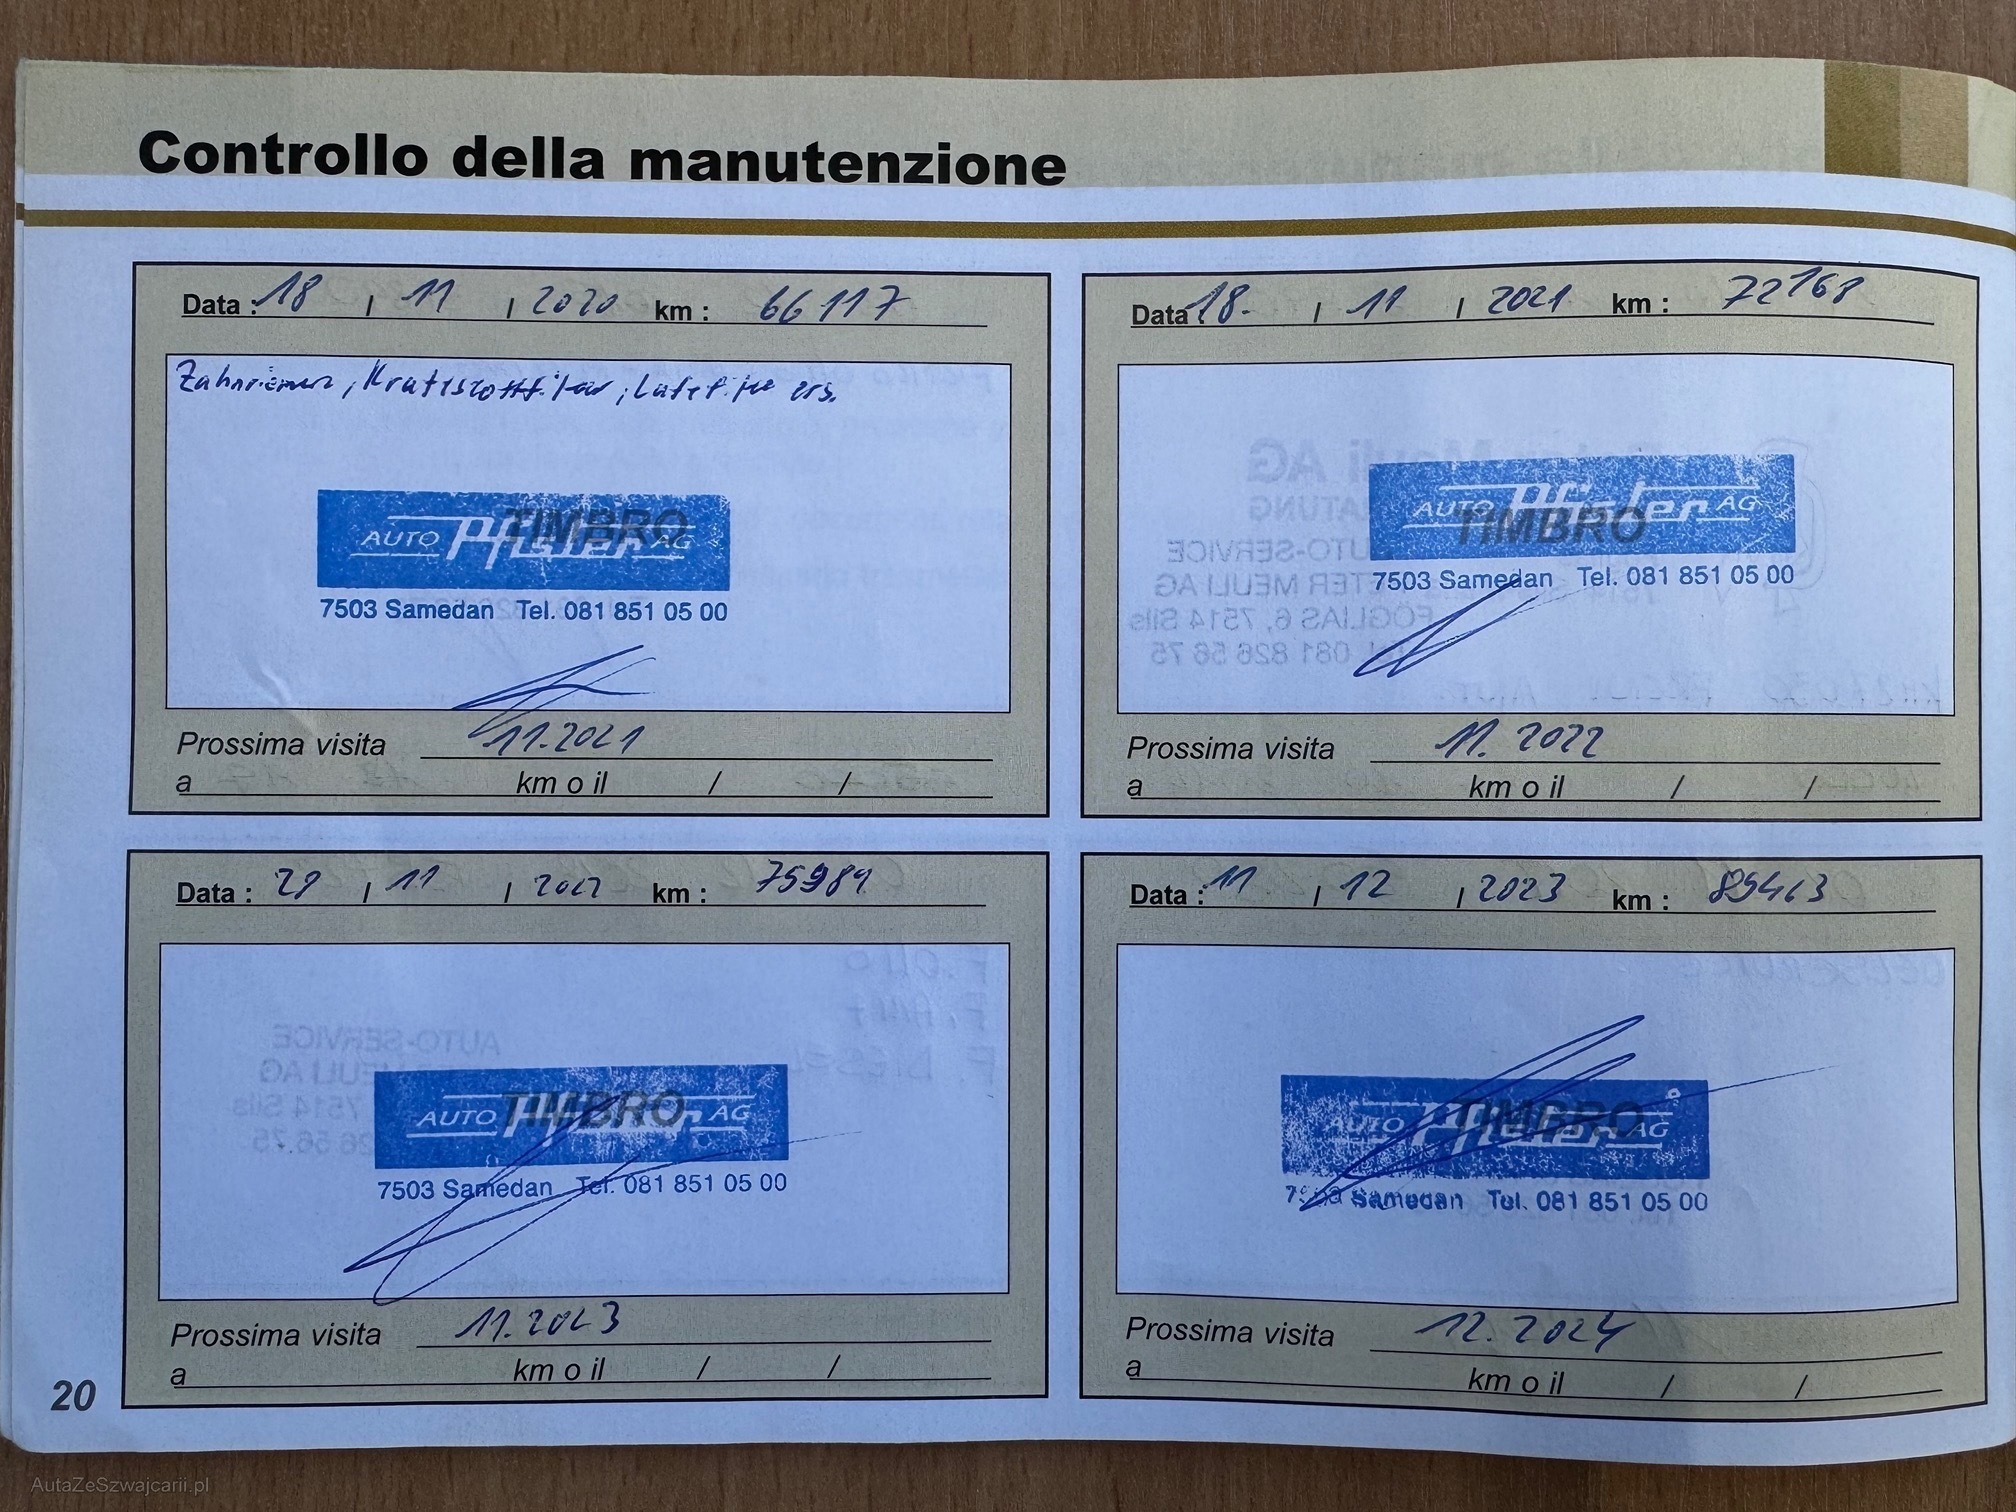 Controllo della manutenzione
Data : 18 / 11 / 2020 km : 66117
Zahnriemen, Kraftstofffilter, Luftfilter ers.
TIMBRO
AUTO Pfister AG
7503 Samedan Tel. 081 851 05 00
Prossima visita 11.2021
a km o il / /
Data : 18. / 11 / 2021 km : 72168
AUTO Pfister AG
TIMBRO
7503 Samedan Tel. 081 851 05 00
Prossima visita 11. 2022
a km o il / /
Data : 29 / 11 / 2022 km : 75989
TIMBRO
AUTO Pfister AG
7503 Samedan Tel. 081 851 05 00
Prossima visita 11.2023
a km o il / /
Data : 11 / 12 / 2023 km :
TIMBRO
AUTO Pfister AG
7503 Samedan Tel. 081 851 05 00
Prossima visita 12. 2024
a km o il / /
20
AutaZeSzwajcarii.pl